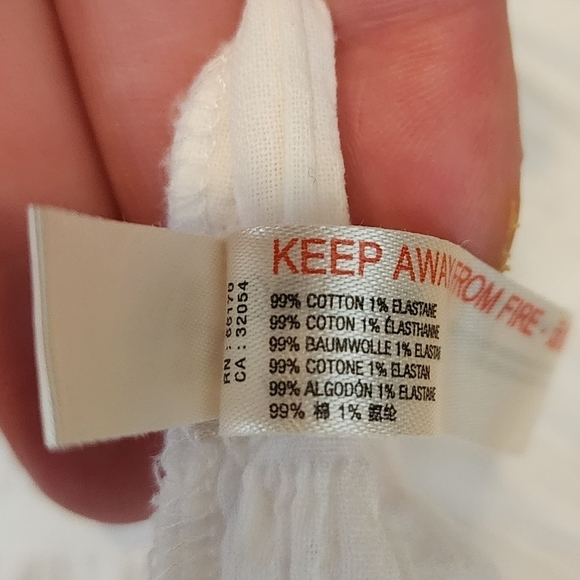 KEEP AWAY FROM FIRE -
99% COTTON 1% ELASTANE
99% COTON 1% ÉLASTHANNE
99% BAUMWOLLE 1% ELASTAN
99% COTONE 1% ELASTAN
99% ALGODÓN 1% ELASTANE
99% 棉 1% 氨纶
RN : 66170
CA : 32054